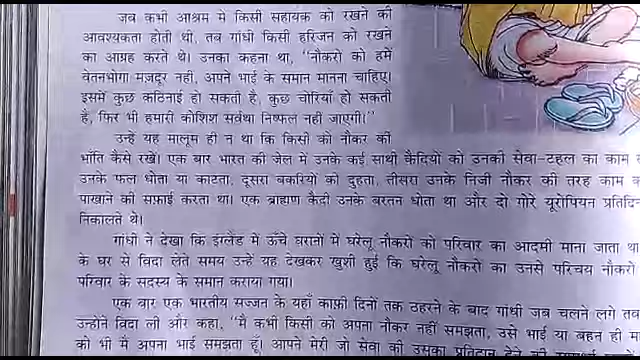 जब कभी आश्रम में किसी सहायक को रखने की
आवश्यकता होती थी, तब गांधी किसी हरिजन को रखने
का आग्रह करते थे। उनका कहना था, "नौकरों को हमें
वेतनभोगी मज़दूर नहीं, अपने भाई के समान मानना चाहिए।
इसमें कुछ कठिनाई हो सकती है, कुछ चोरियाँ हो सकती
हैं, फिर भी हमारी कोशिश सर्वथा निष्फल नहीं जाएगी।"
उन्हें यह मालूम ही न था कि किसी को नौकर की
भाँति कैसे रखें। एक बार भारत की जेल में उनके कई साथी कैदियों को उनकी सेवा-टहल का काम
उनके फल धोता या काटता, दूसरा बकरियों को दुहता, तीसरा उनके निजी नौकर की तरह काम
पाखाने की सफ़ाई करता था। एक ब्राह्मण कैदी उनके बरतन धोता था और दो गोरे यूरोपियन
निकालते थे।
गांधी ने देखा कि इंग्लैंड में ऊँचे घरानों में घरेलू नौकरों को परिवार का आदमी माना जाता
के घर से विदा लेते समय उन्हें यह देखकर खुशी हुई कि घरेलू नौकरों का उनसे परिचय नौकरों
परिवार के सदस्य के समान कराया गया।
एक बार एक भारतीय सज्जन के यहाँ काफ़ी दिनों तक ठहरने के बाद गांधी जब चलने लगे
उन्होंने विदा ली और कहा, "मैं कभी किसी को अपना नौकर नहीं समझता, उसे भाई या बहन ही
को भी मैं अपना भाई समझता हूँ। आपने मेरी जो सेवा की उसका प्रतिदान